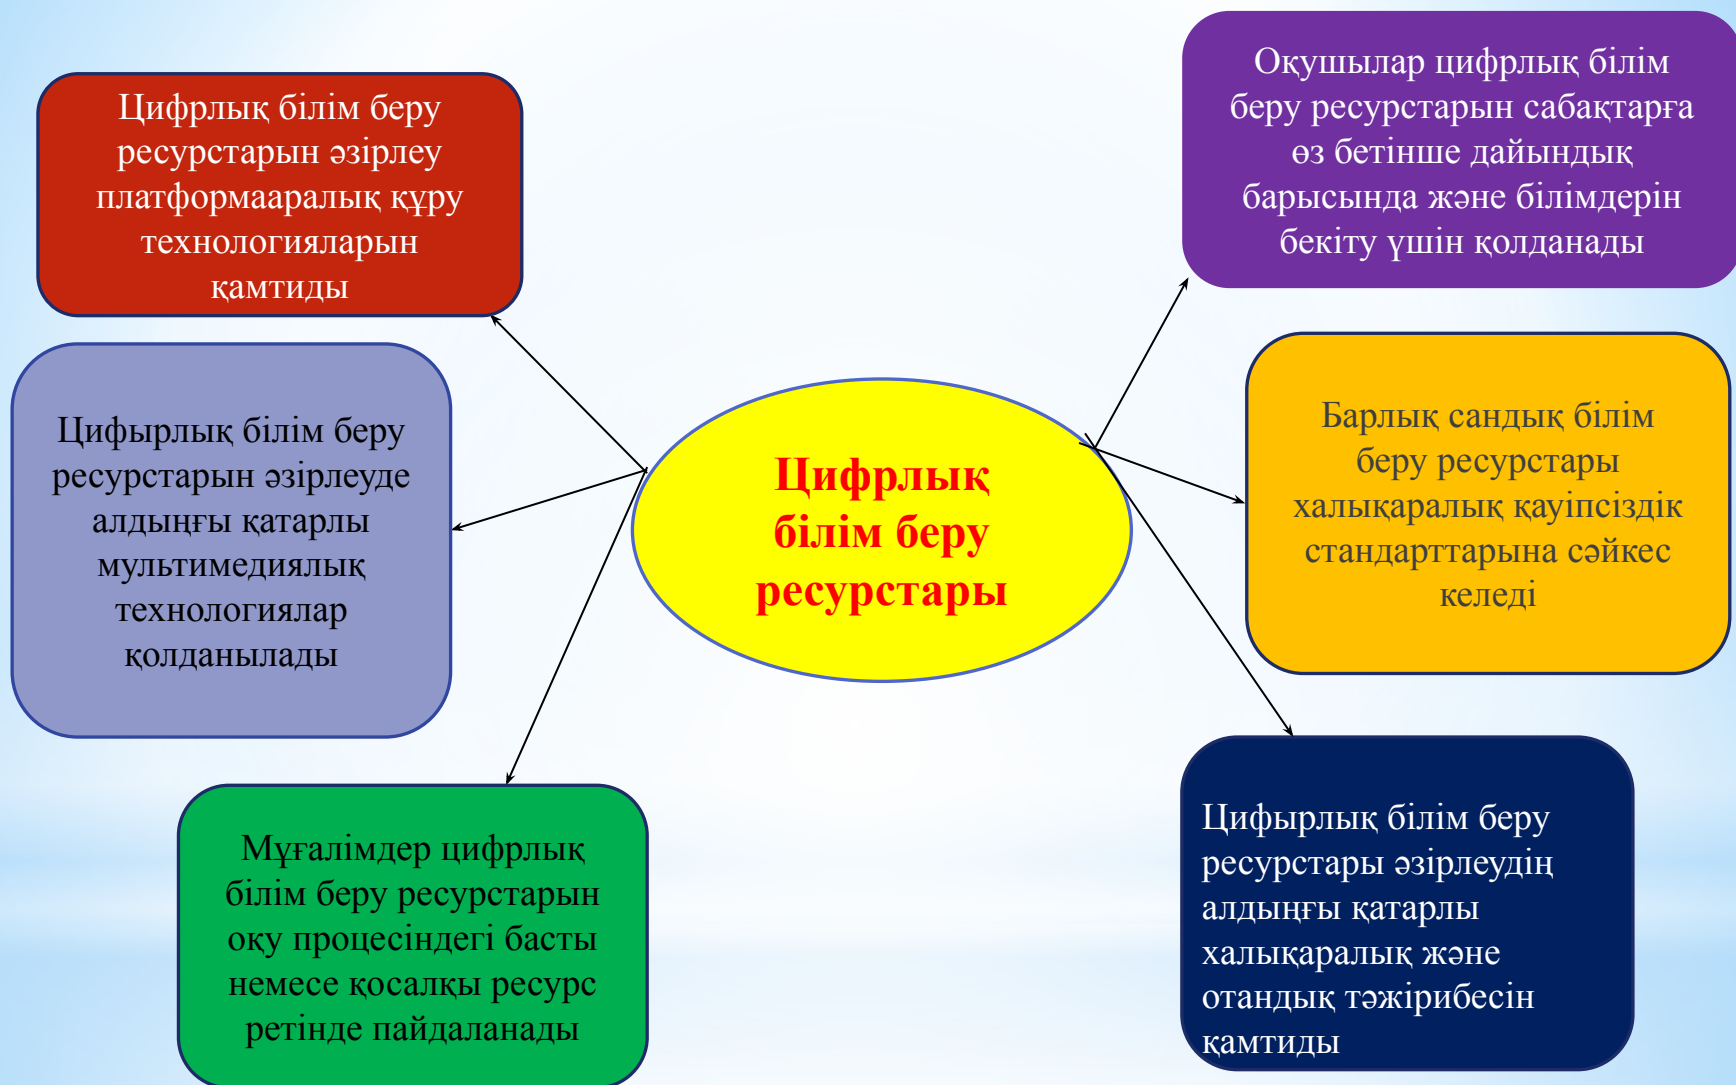 Цифрлық білім беру
ресурстарын әзірлеу
платформааралық құру
технологияларын
қамтиды
Цифырлық білім беру
ресурстарын әзірлеуде
алдыңғы қатарлы
мультимедиялық
технологиялар
қолданылады
Мұғалімдер цифрлық
білім беру ресурстарын
оқу процесіндегі басты
немесе қосалқы ресурс
ретінде пайдаланады
Цифрлық
білім беру
ресурстары
Оқушылар цифрлық білім
беру ресурстарын сабақтарға
өз бетінше дайындық
барысында және білімдерін
бекіту үшін қолданады
Барлық сандық білім
беру ресурстары
халықаралық қауіпсіздік
стандарттарына сәйкес
келеді
Цифырлық білім беру
ресурстары әзірлеудің
алдыңғы қатарлы
халықаралық және
отандық тәжірибесін
қамтиды